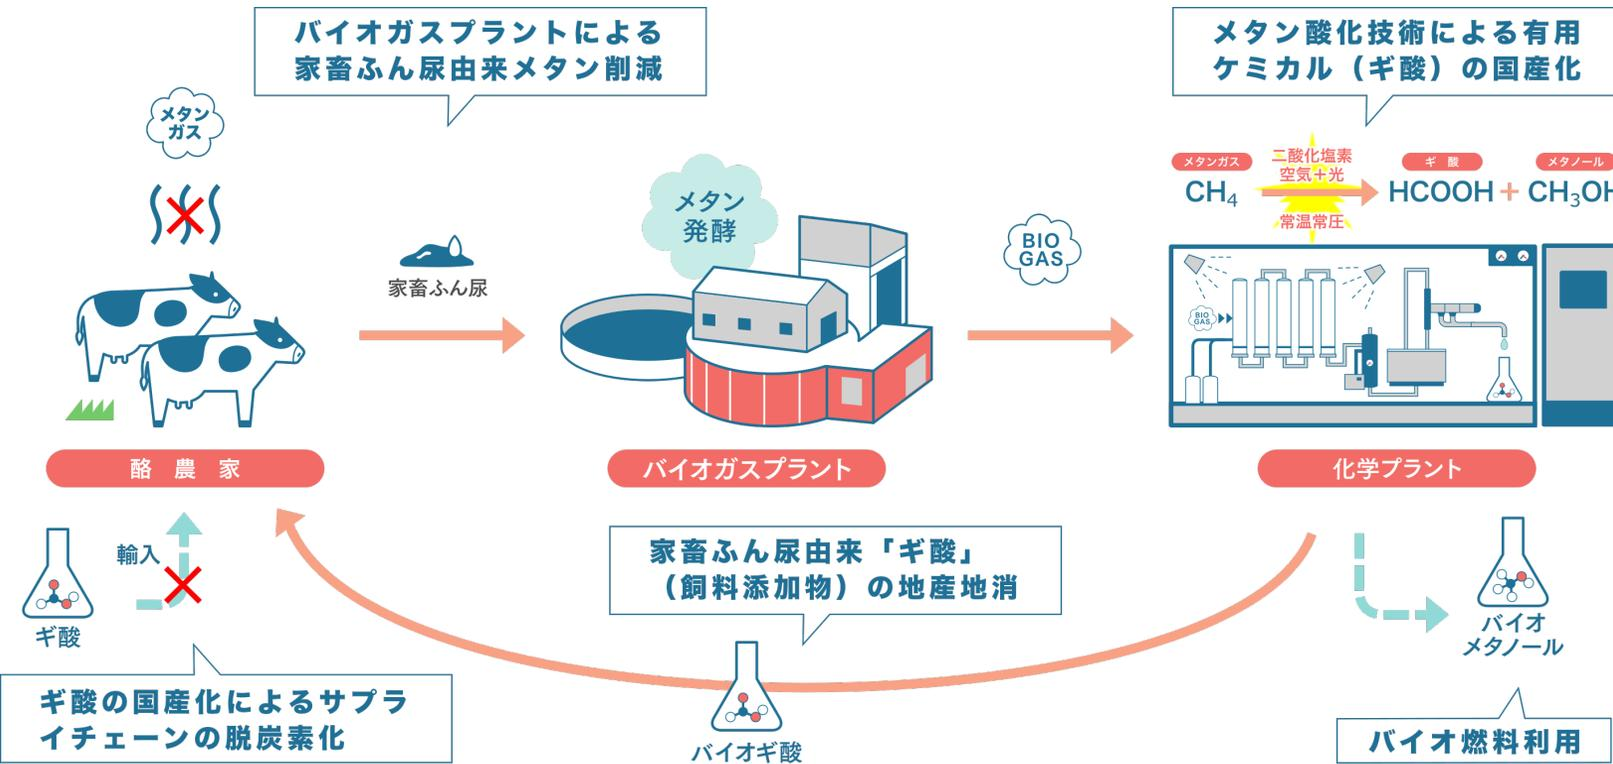 バイオガスプラントによる
家畜ふん尿由来メタン削減
メタン酸化技術による有用
ケミカル（ギ酸）の国産化
メタン
ガス
メタンガス
二酸化塩素
空気＋光
ギ 酸
メタノール
CH₄
HCOOH + CH₃OH
常温常圧
メタン
発酵
家畜ふん尿
BIO
GAS
BIO
GAS
酪 農 家
バイオガスプラント
化学プラント
輸入
ギ酸
家畜ふん尿由来「ギ酸」
（飼料添加物）の地産地消
バイオ
メタノール
ギ酸の国産化によるサプラ
イチェーンの脱炭素化
バイオギ酸
バイオ燃料利用